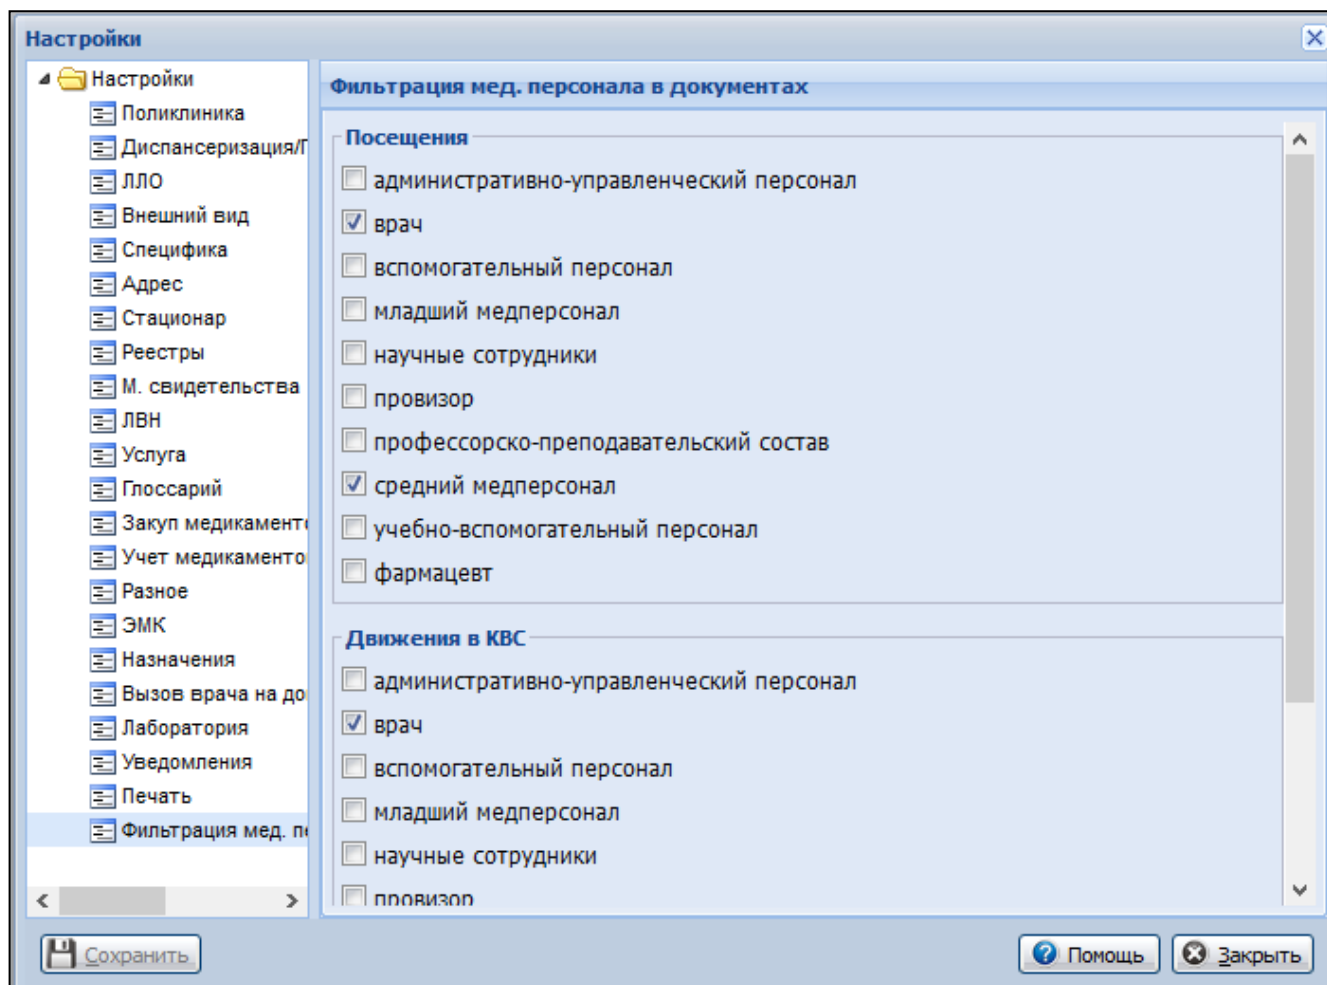 Настройки
Настройки
Поликлиника
Диспансеризация/П
ЛЛО
Внешний вид
Специфика
Адрес
Стационар
Реестры
М. свидетельства
ЛВН
Услуга
Глоссарий
Закуп медикаменто
Учет медикаменто
Разное
ЭМК
Назначения
Вызов врача на до
Лаборатория
Уведомления
Печать
Фильтрация мед. пе
Фильтрация мед. персонала в документах
Посещения
административно-управленческий персонал
врач
вспомогательный персонал
младший медперсонал
научные сотрудники
провизор
профессорско-преподавательский состав
средний медперсонал
учебно-вспомогательный персонал
фармацевт
Движения в КВС
административно-управленческий персонал
врач
вспомогательный персонал
младший медперсонал
научные сотрудники
провизор
Сохранить
Помощь
Закрыть